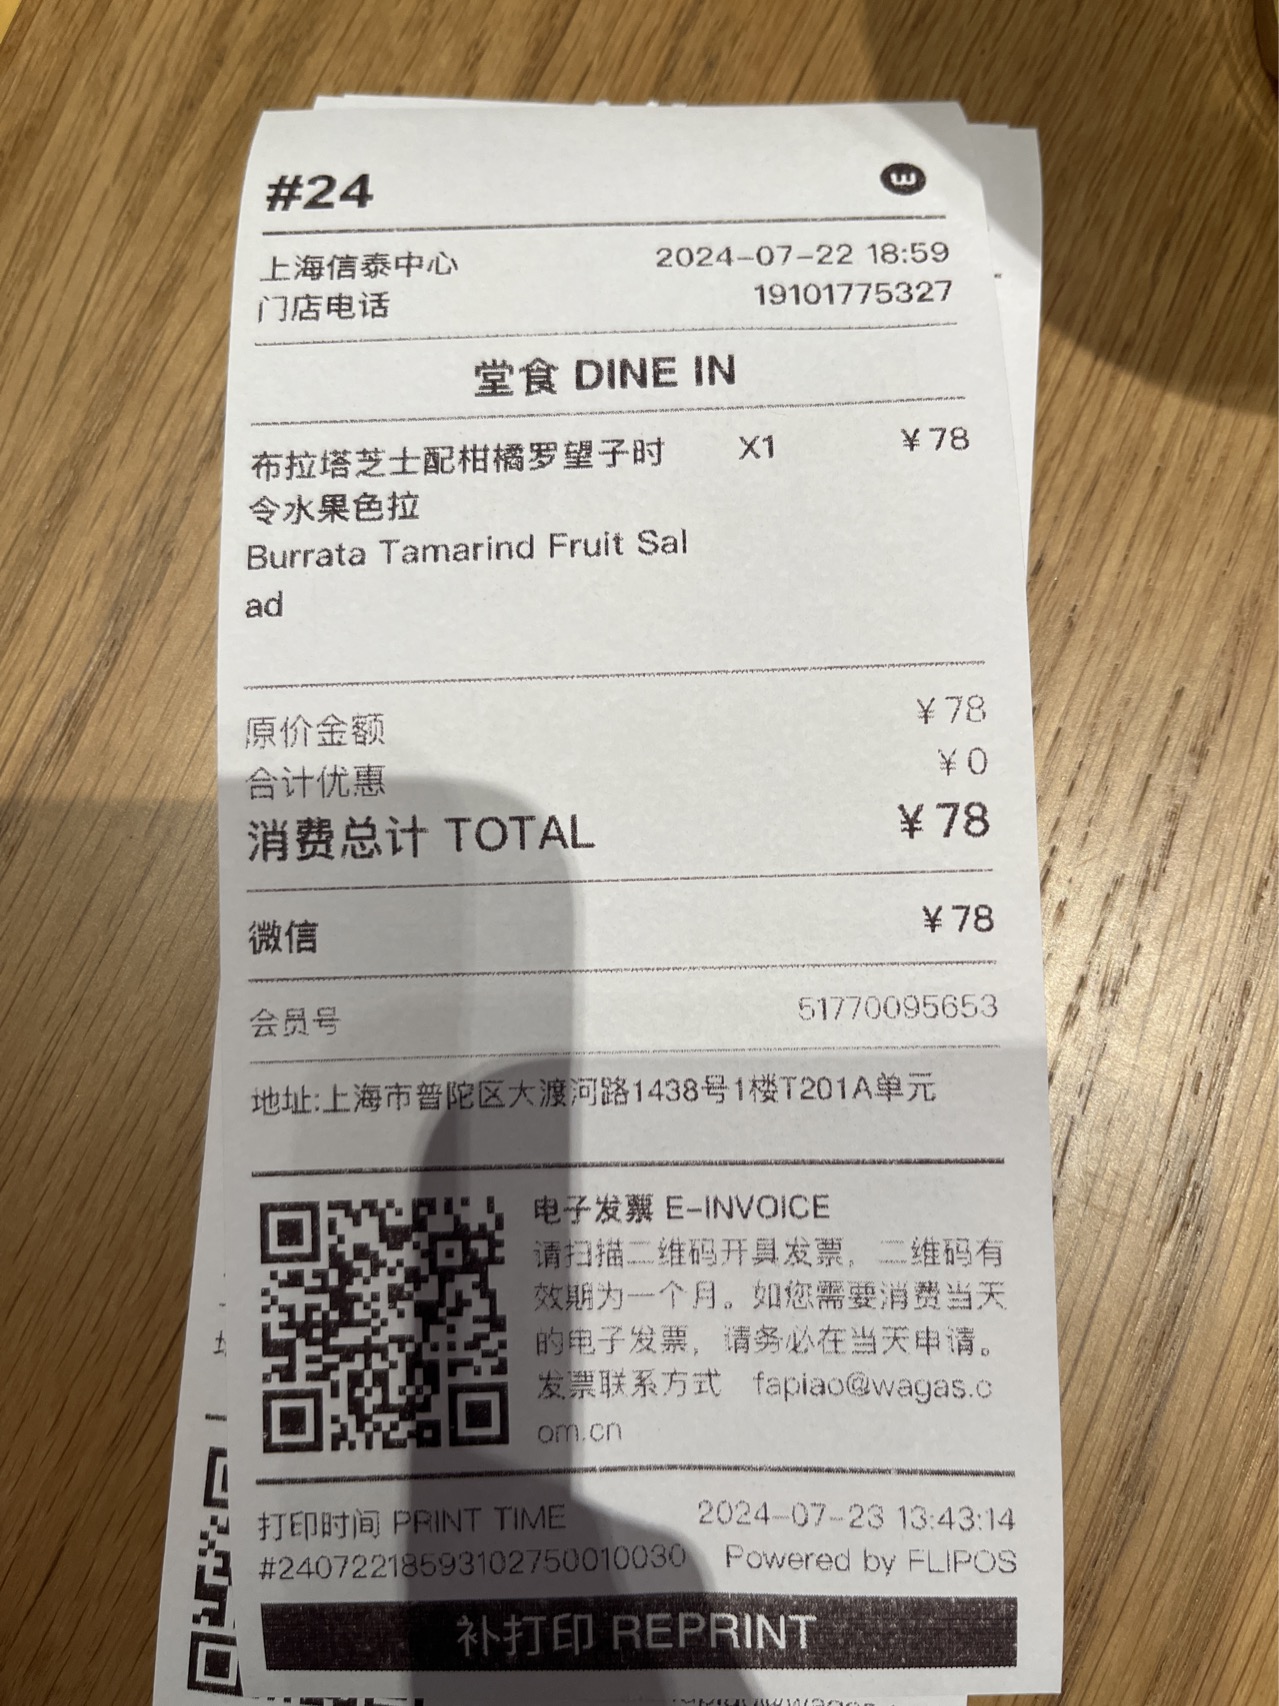 #24
上海信泰中心 2024-07-22 18:59
门店电话 19101775327
堂食 DINE IN
布拉塔芝士配柑橘罗望子时 X1 ¥78
令水果色拉
Burrata Tamarind Fruit Sal
ad
原价金额 ¥78
合计优惠 ¥0
消费总计 TOTAL ¥78
微信 ¥78
会员号 51770095653
地址:上海市普陀区大渡河路1438号1楼T201A单元
电子发票 E-INVOICE
请扫描二维码开具发票，二维码有
效期为一个月。如您需要消费当天
的电子发票，请务必在当天申请。
发票联系方式 fapiao@wagas.c
om.cn
打印时间 PRINT TIME 2024-07-23 13:43:14
#24072218593102750010030 Powered by FLIPOS
补打印 REPRINT